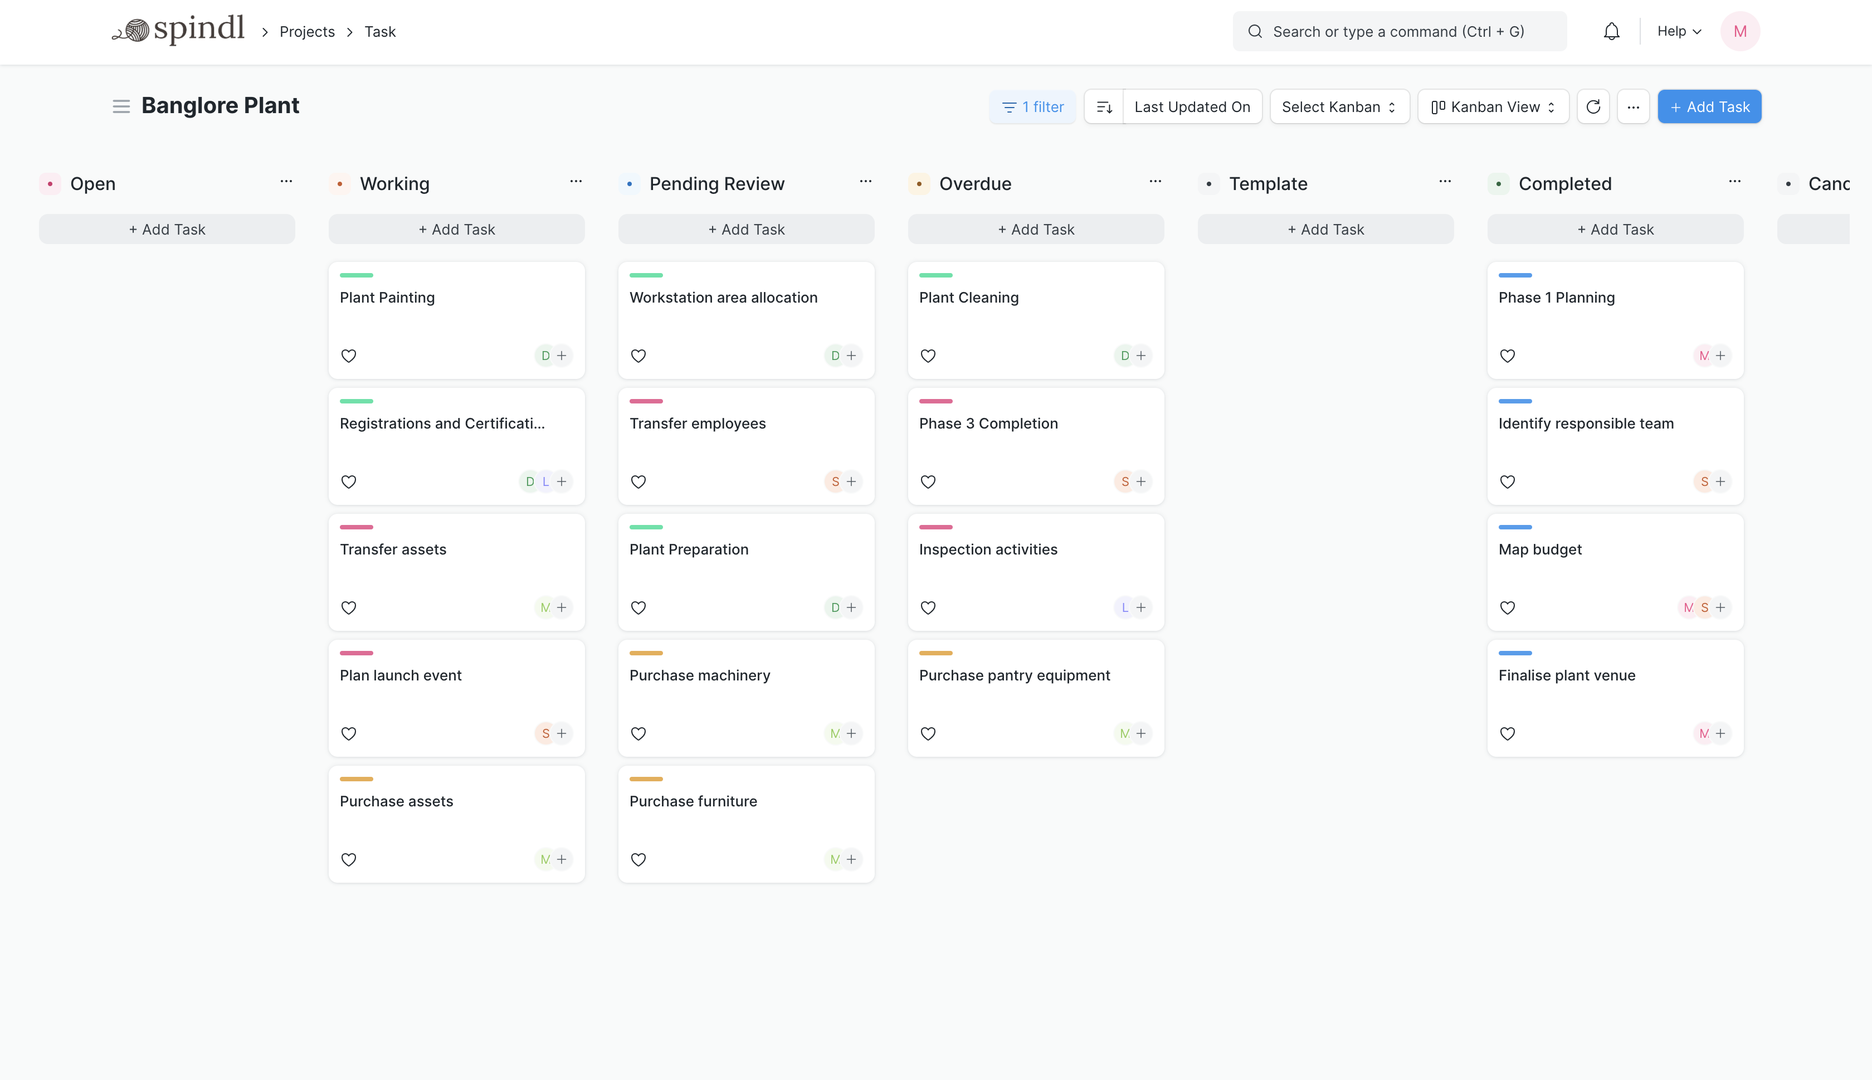 spindl
Projects
Task
Search or type a command (Ctrl + G)
Help
M
Banglore Plant
1 filter
Last Updated On
Select Kanban
Kanban View
+ Add Task
Open
+ Add Task
Working
+ Add Task
Plant Painting
D +
Registrations and Certificati...
D L +
Transfer assets
M +
Plan launch event
S +
Purchase assets
M +
Pending Review
+ Add Task
Workstation area allocation
D +
Transfer employees
S +
Plant Preparation
D +
Purchase machinery
M +
Purchase furniture
M +
Overdue
+ Add Task
Plant Cleaning
D +
Phase 3 Completion
S +
Inspection activities
L +
Purchase pantry equipment
M +
Template
+ Add Task
Completed
+ Add Task
Phase 1 Planning
M +
Identify responsible team
S +
Map budget
M S +
Finalise plant venue
M +
Canc